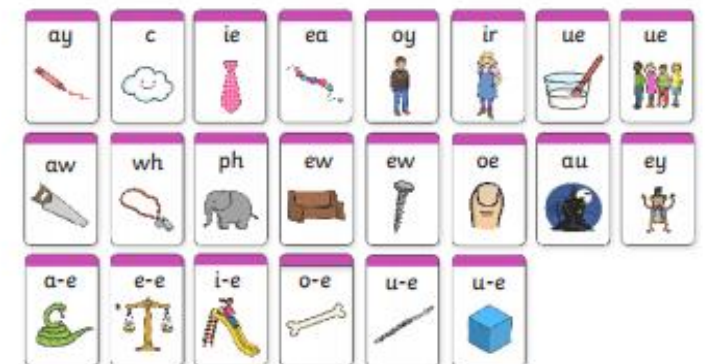 ay c ie ea oy ir ue ue
aw wh ph ew ew oe au ey
a-e e-e i-e o-e u-e u-e